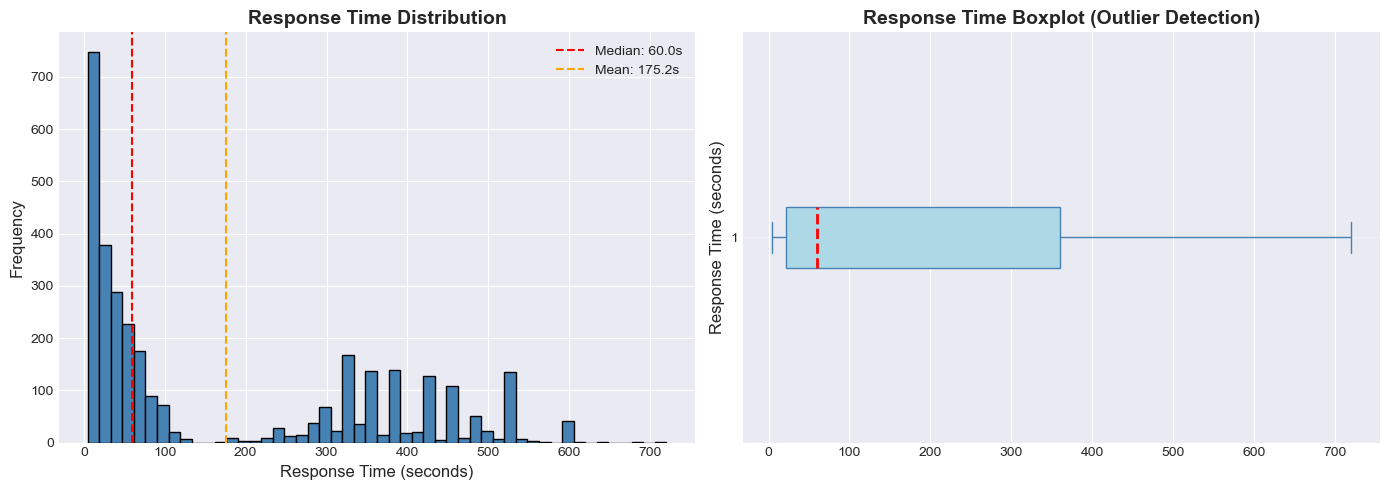 Response Time Distribution
Median: 60.0s
Mean: 175.2s
Frequency
700
600
500
400
300
200
100
0
0 100 200 300 400 500 600 700
Response Time (seconds)
Response Time Boxplot (Outlier Detection)
Response Time (seconds)
1
0 100 200 300 400 500 600 700